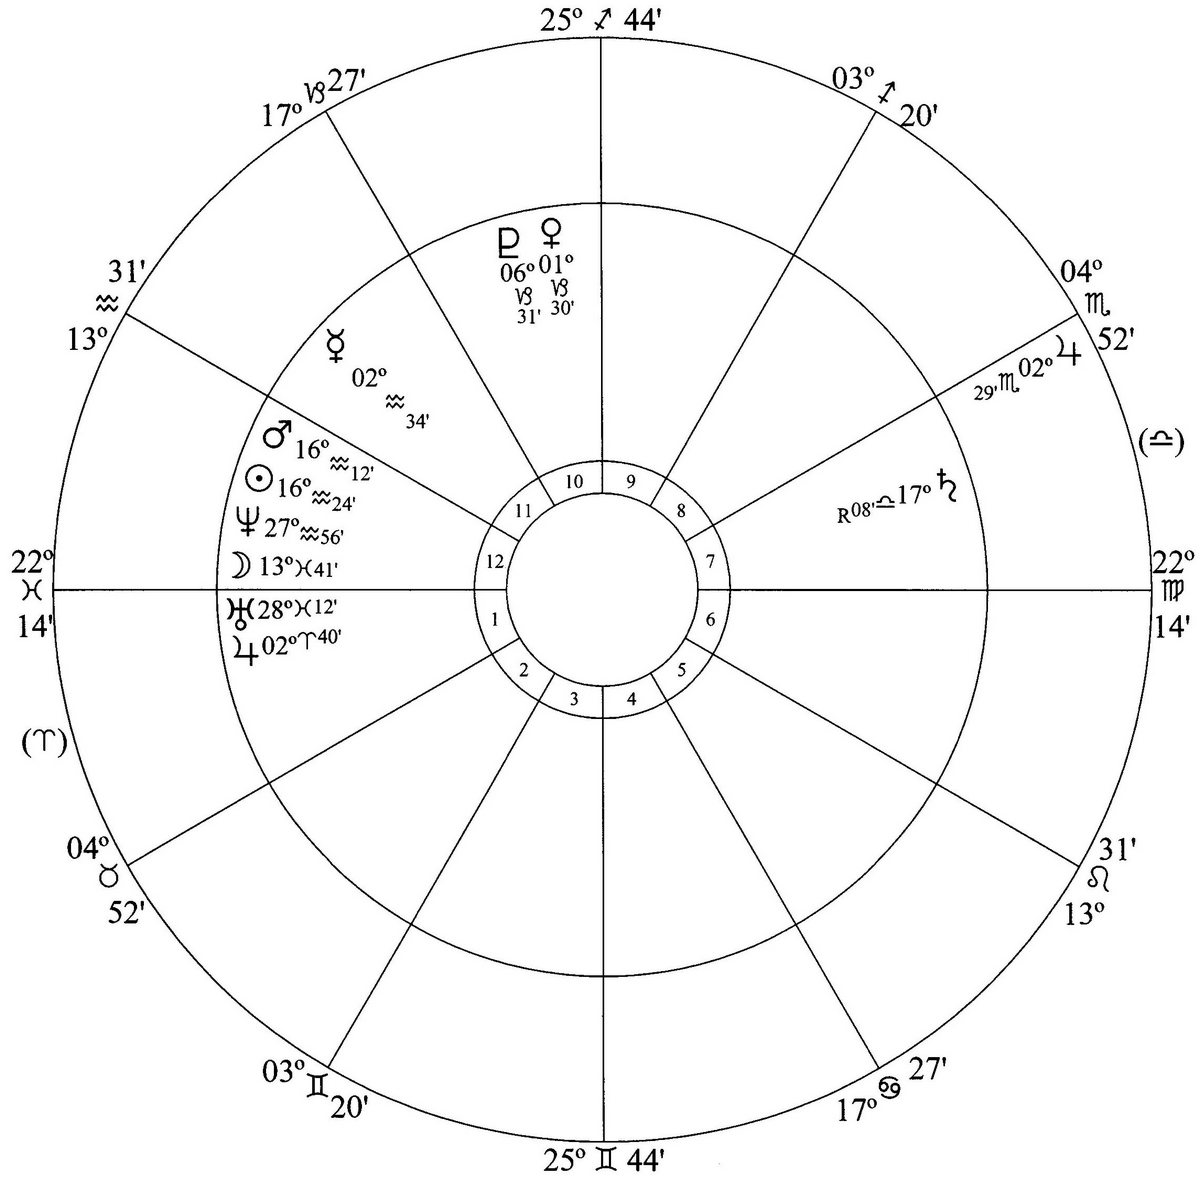 25° ♐ 44'
03° ♐ 20'
04° ♏ 52'
29' ♏ 02° ♃
(♎)
R 08' ♎ 17° ♄
22° ♍ 14'
31' ♌ 13°
27' ♋ 17°
25° ♊ 44'
03° ♊ 20'
04° ♉ 52'
(♈)
22° ♓ 14'
31' ♒ 13°
17° ♑ 27'
♇ 06° ♑ 31'
♀ 01° ♑ 30'
☿ 02° ♒ 34'
♂ 16° ♒ 12'
☉ 16° ♒ 24'
♆ 27° ♒ 56'
☽ 13° ♓ 41'
♅ 28° ♓ 12'
♃ 02° ♈ 40'
1
2
3
4
5
6
7
8
9
10
11
12